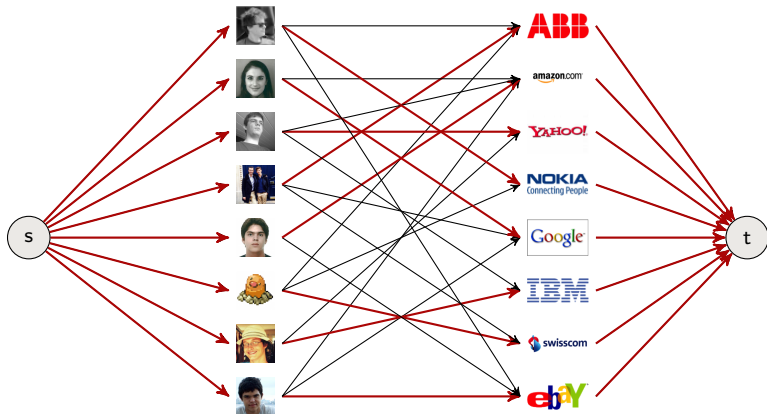 ABB
amazon.com
YAHOO!
NOKIA
Connecting People
s
Google
t
IBM
swisscom
ebaY